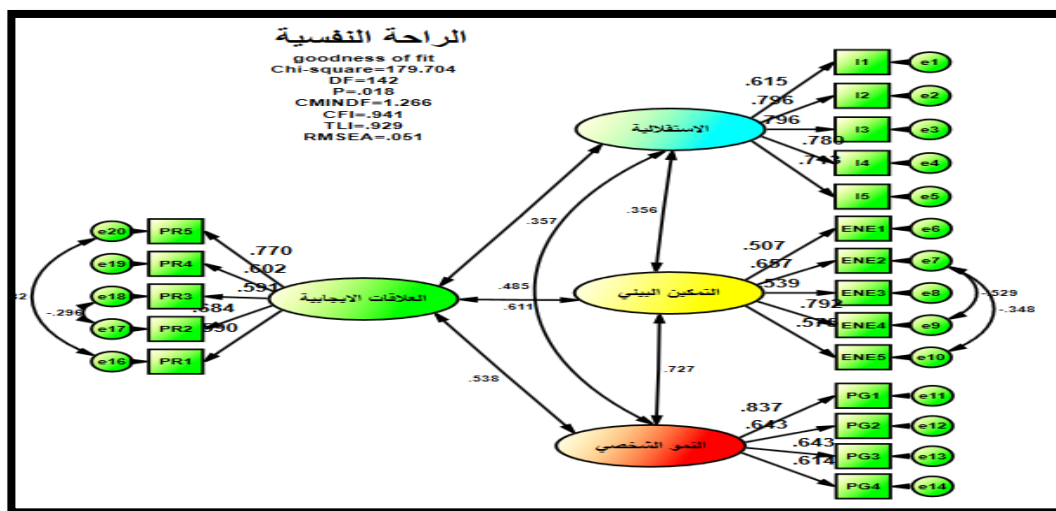 الراحة النفسية
goodness of fit
Chi-square=179.704
DF=142
P=.018
CMINDF=1.266
CFI=.941
TLI=.929
RMSEA=.051
الاستقلالية
.615
.796
.796
.780
.743
I1
e1
I2
e2
I3
e3
I4
e4
I5
e5
.357
.356
.485
.611
.538
.727
e20
PR5
e19
PR4
e18
PR3
e17
PR2
e16
PR1
-.296
.770
.602
.591
.684
العلاقات الايجابية
التمكين البيئي
.507
.657
.539
.792
ENE1
e6
ENE2
e7
ENE3
e8
ENE4
e9
ENE5
e10
-.348
النمو الشخصي
.837
.643
.643
.614
PG1
e11
PG2
e12
PG3
e13
PG4
e14